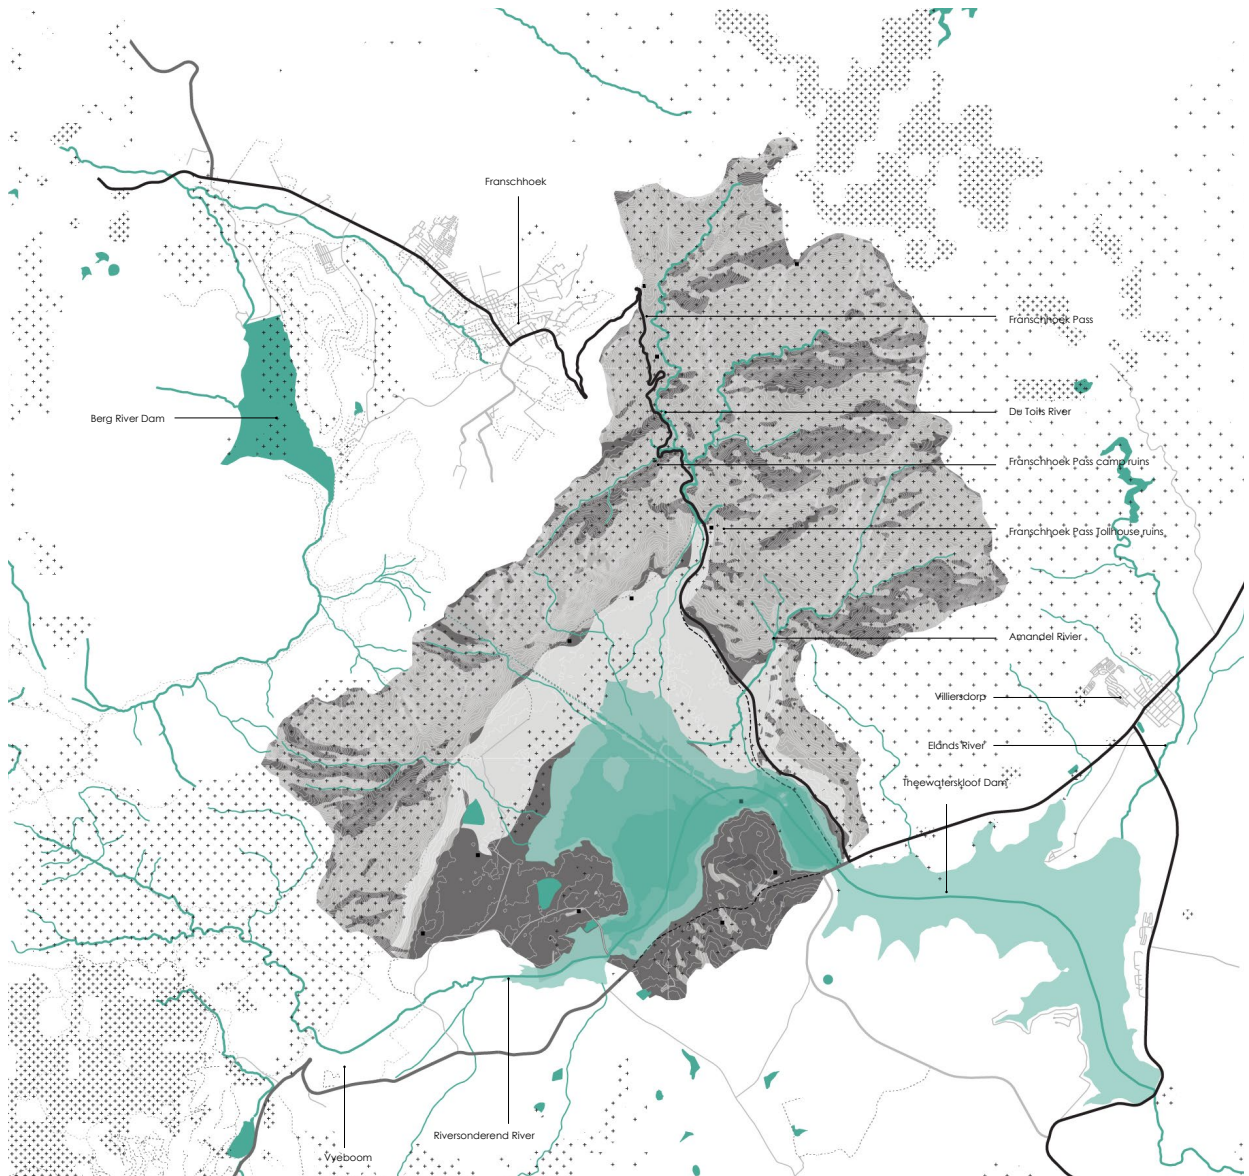 Franschhoek
Franschhoek Pass
Berg River Dam
Du Toits River
Franschhoek Pass camp ruins
Franschhoek Pass Tollhouse ruins
Amandel Rivier
Villiersdorp
Elands River
Theewaterskloof Dam
Riversonderend River
Vyeboom